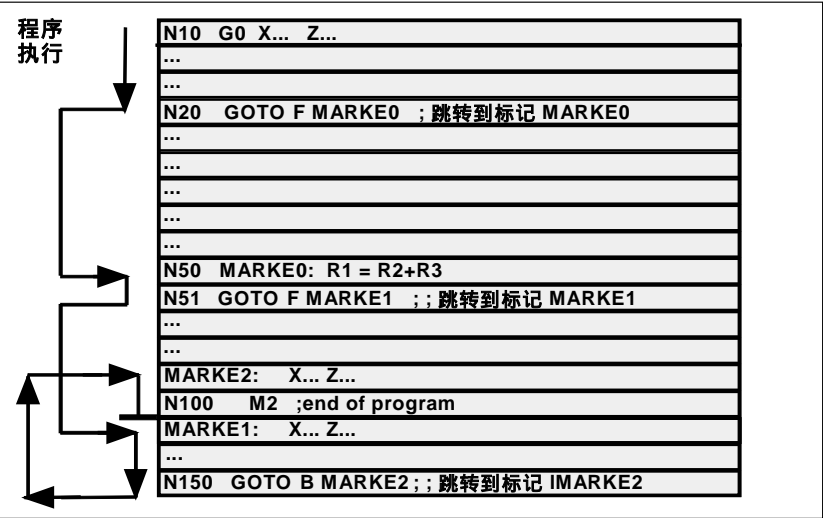 程序
执行
N10 G0 X... Z...
...
...
N20 GOTO F MARKE0 ; 跳转到标记 MARKE0
...
...
...
...
...
N50 MARKE0: R1 = R2+R3
N51 GOTO F MARKE1 ; ; 跳转到标记 MARKE1
...
...
MARKE2: X... Z...
N100 M2 ;end of program
MARKE1: X... Z...
...
N150 GOTO B MARKE2 ; ; 跳转到标记 IMARKE2